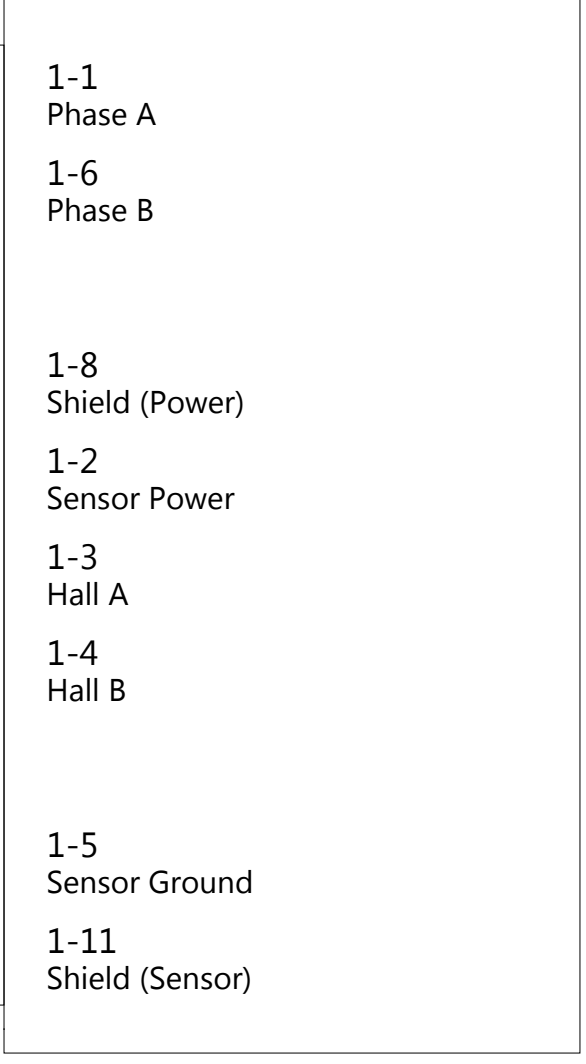 1-1
Phase A
1-6
Phase B
1-8
Shield (Power)
1-2
Sensor Power
1-3
Hall A
1-4
Hall B
1-5
Sensor Ground
1-11
Shield (Sensor)